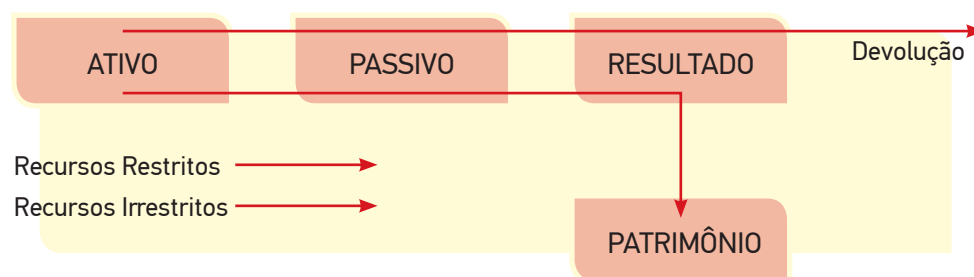 ATIVO
PASSIVO
RESULTADO
Devolução
Recursos Restritos
Recursos Irrestritos
PATRIMÔNIO